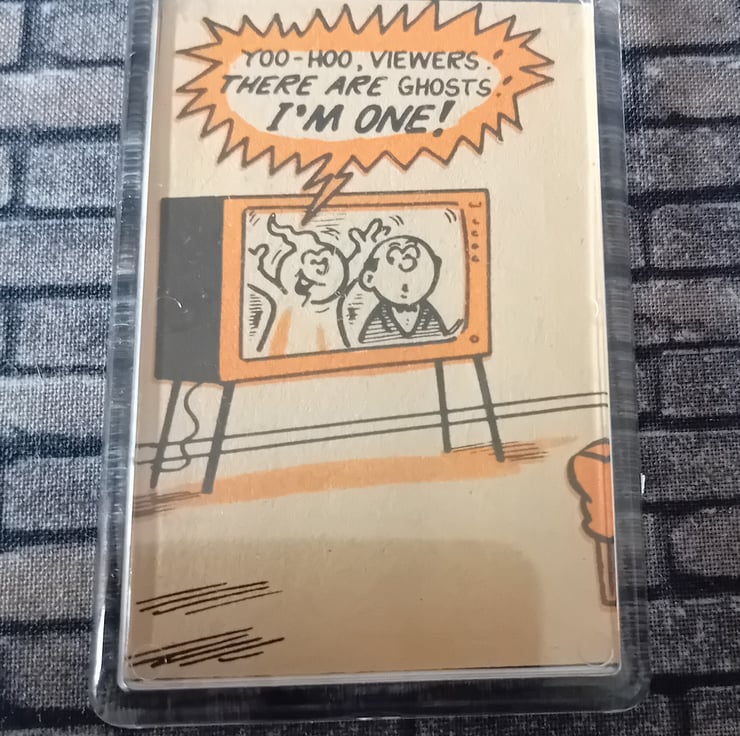 YOO-HOO, VIEWERS.
THERE ARE GHOSTS.
I'M ONE!